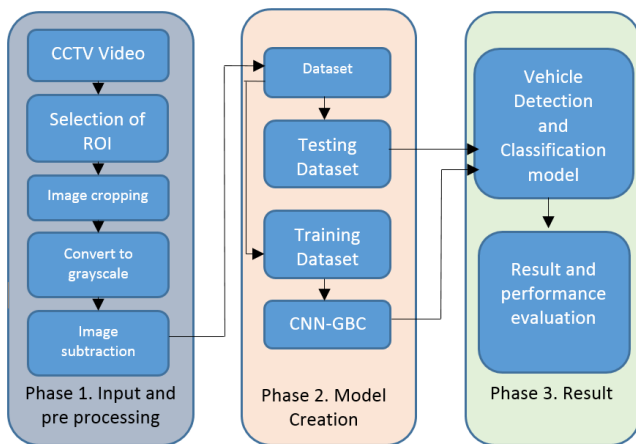 CCTV Video
Selection of
ROI
Image cropping
Convert to
grayscale
Image
subtraction
Phase 1. Input and
pre processing
Dataset
Testing
Dataset
Training
Dataset
CNN-GBC
Phase 2. Model
Creation
Vehicle
Detection
and
Classification
model
Result and
performance
evaluation
Phase 3. Result